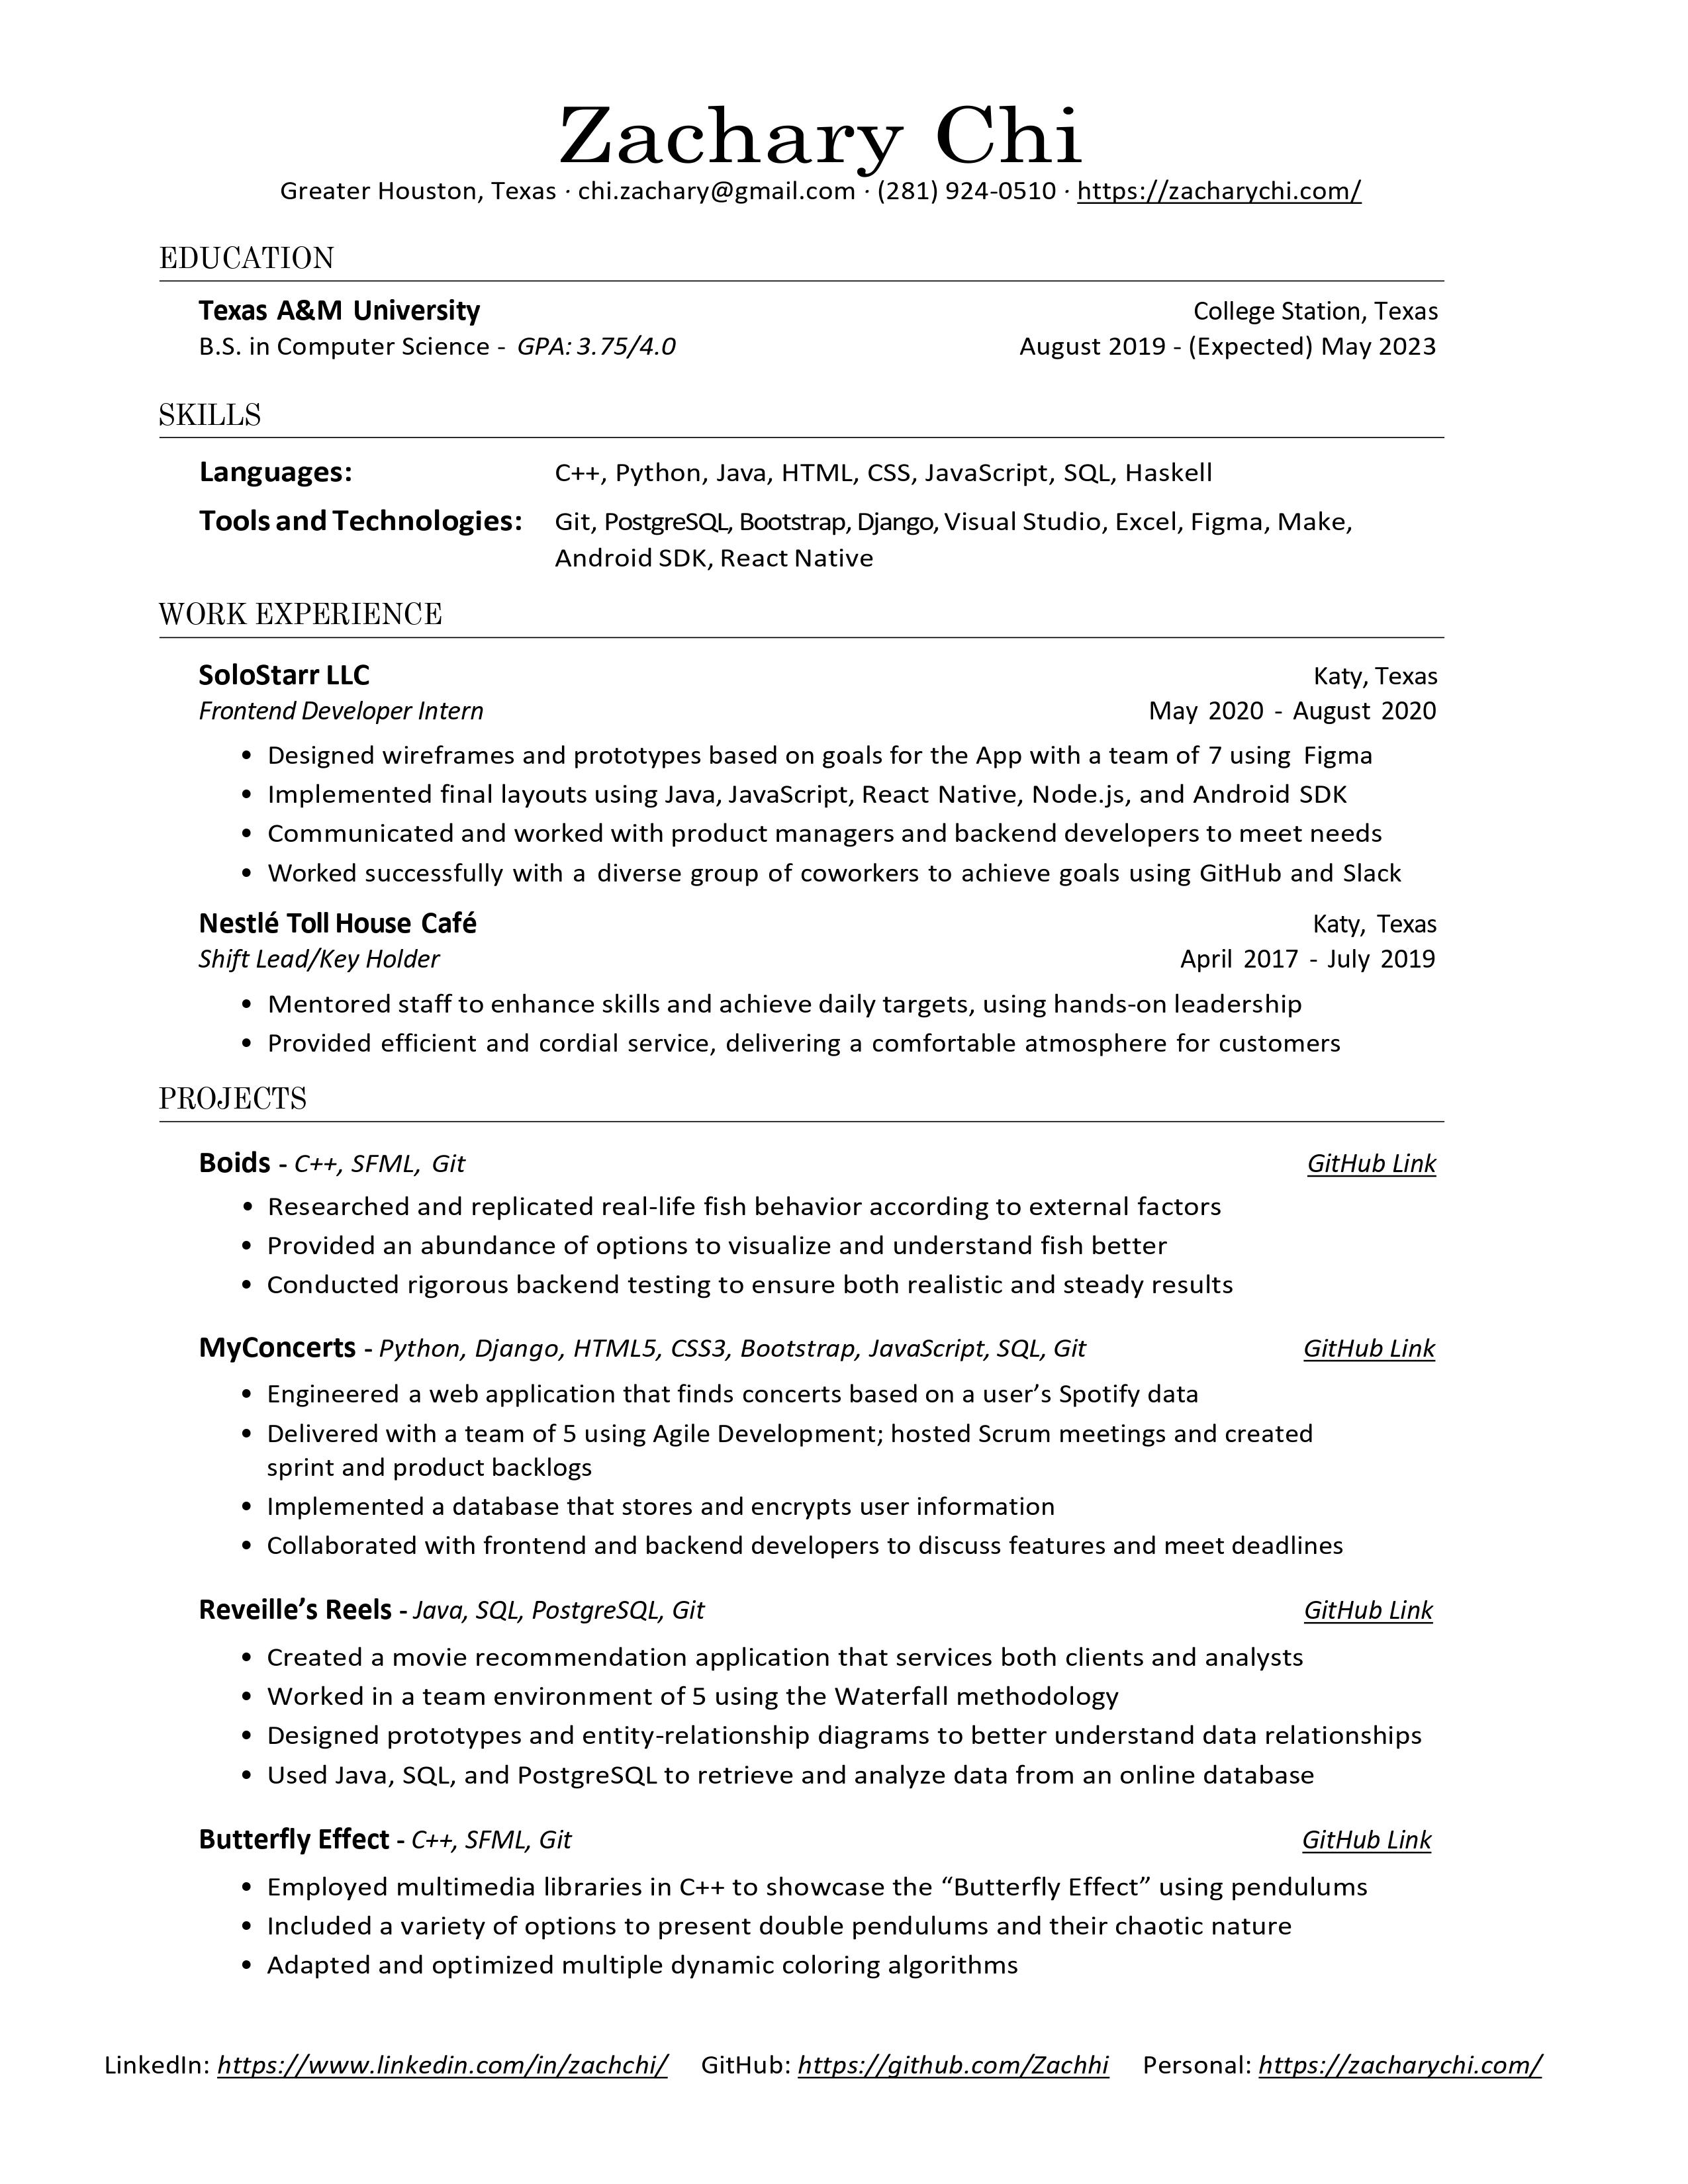 Zachary Chi
Greater Houston, Texas · chi.zachary@gmail.com · (281) 924-0510 · https://zacharychi.com/
EDUCATION
Texas A&M University College Station, Texas
B.S. in Computer Science - GPA: 3.75/4.0 August 2019 - (Expected) May 2023
SKILLS
Languages: C++, Python, Java, HTML, CSS, JavaScript, SQL, Haskell
Tools and Technologies: Git, PostgreSQL, Bootstrap, Django, Visual Studio, Excel, Figma, Make,
Android SDK, React Native
WORK EXPERIENCE
SoloStarr LLC Katy, Texas
Frontend Developer Intern May 2020 - August 2020
• Designed wireframes and prototypes based on goals for the App with a team of 7 using Figma
• Implemented final layouts using Java, JavaScript, React Native, Node.js, and Android SDK
• Communicated and worked with product managers and backend developers to meet needs
• Worked successfully with a diverse group of coworkers to achieve goals using GitHub and Slack
Nestlé Toll House Café Katy, Texas
Shift Lead/Key Holder April 2017 - July 2019
• Mentored staff to enhance skills and achieve daily targets, using hands-on leadership
• Provided efficient and cordial service, delivering a comfortable atmosphere for customers
PROJECTS
Boids - C++, SFML, Git GitHub Link
• Researched and replicated real-life fish behavior according to external factors
• Provided an abundance of options to visualize and understand fish better
• Conducted rigorous backend testing to ensure both realistic and steady results
MyConcerts - Python, Django, HTML5, CSS3, Bootstrap, JavaScript, SQL, Git GitHub Link
• Engineered a web application that finds concerts based on a user’s Spotify data
• Delivered with a team of 5 using Agile Development; hosted Scrum meetings and created
sprint and product backlogs
• Implemented a database that stores and encrypts user information
• Collaborated with frontend and backend developers to discuss features and meet deadlines
Reveille’s Reels - Java, SQL, PostgreSQL, Git GitHub Link
• Created a movie recommendation application that services both clients and analysts
• Worked in a team environment of 5 using the Waterfall methodology
• Designed prototypes and entity-relationship diagrams to better understand data relationships
• Used Java, SQL, and PostgreSQL to retrieve and analyze data from an online database
Butterfly Effect - C++, SFML, Git GitHub Link
• Employed multimedia libraries in C++ to showcase the “Butterfly Effect” using pendulums
• Included a variety of options to present double pendulums and their chaotic nature
• Adapted and optimized multiple dynamic coloring algorithms
LinkedIn: https://www.linkedin.com/in/zachchi/ GitHub: https://github.com/Zachhi Personal: https://zacharychi.com/